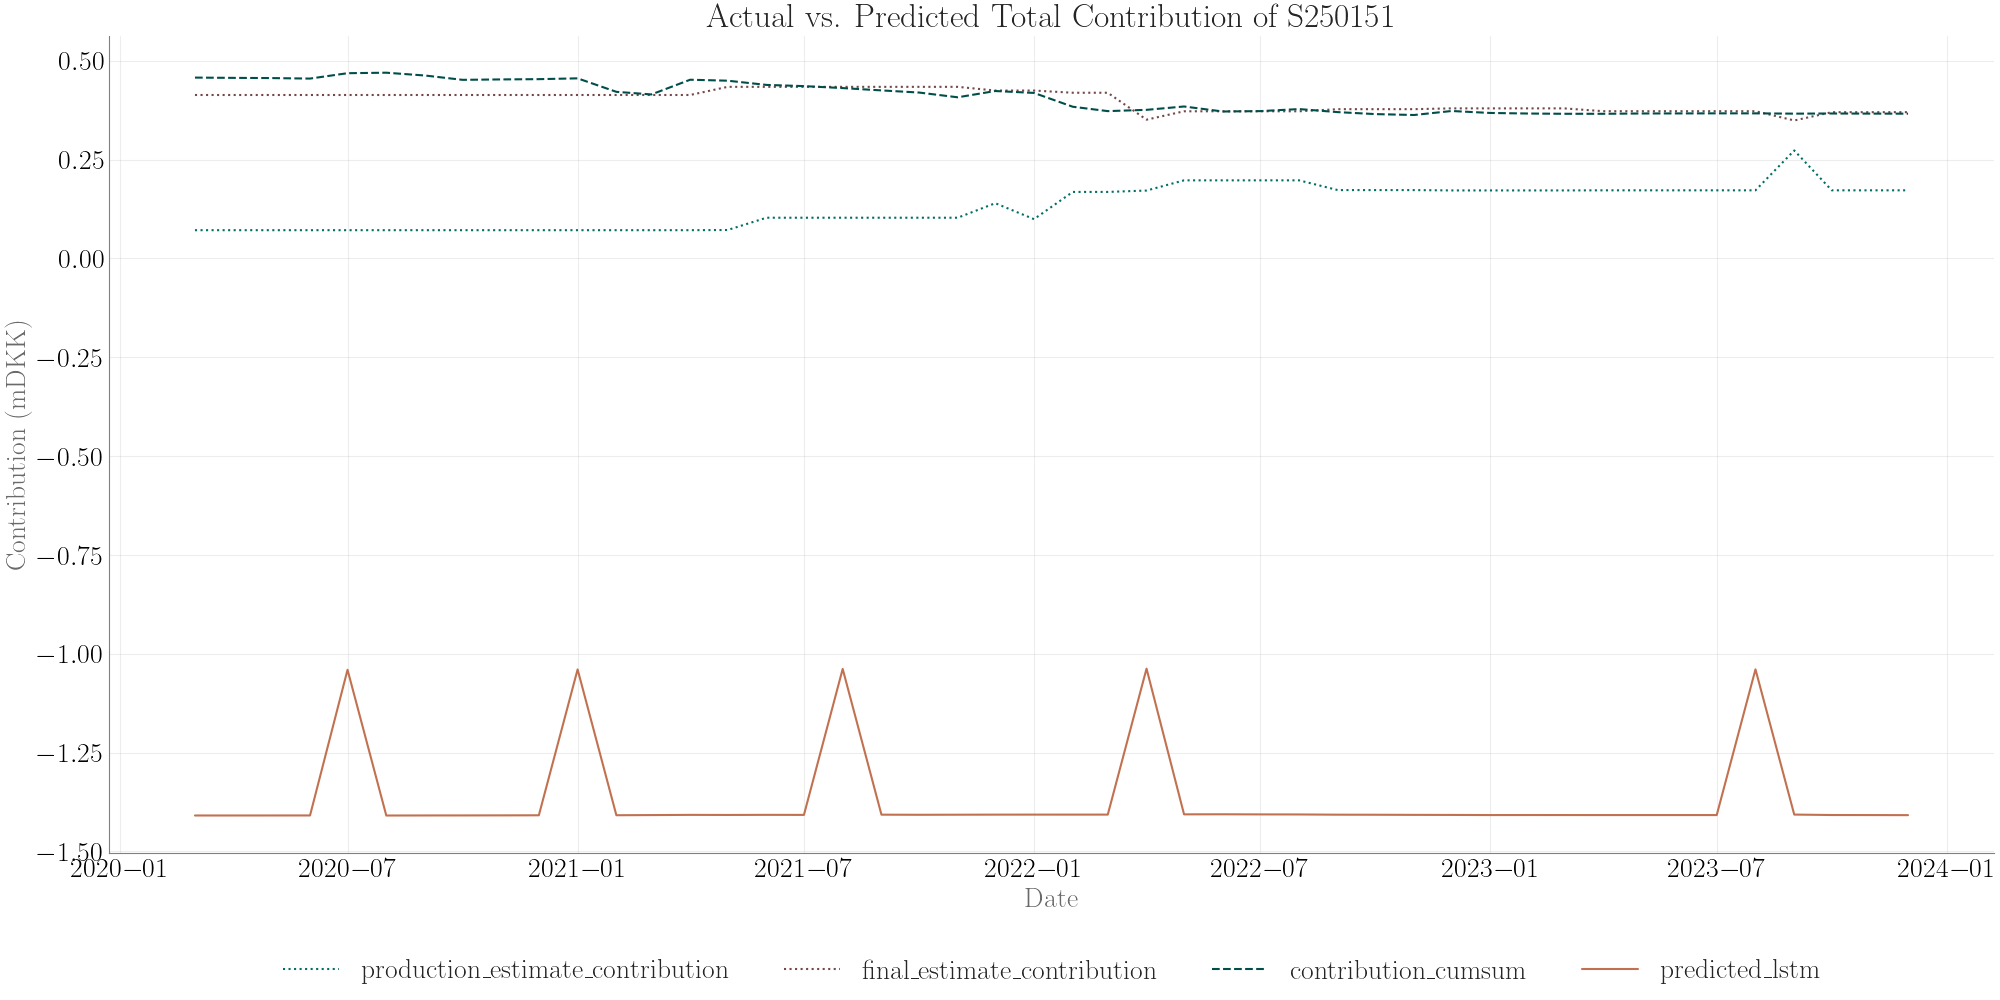 Actual vs. Predicted Total Contribution of S250151
0.50
0.25
0.00
−0.25
−0.50
−0.75
−1.00
−1.25
−1.50
Contribution (mDKK)
2020−01
2020−07
2021−01
2021−07
2022−01
2022−07
2023−01
2023−07
2024−01
Date
production_estimate_contribution
final_estimate_contribution
contribution_cumsum
predicted_lstm